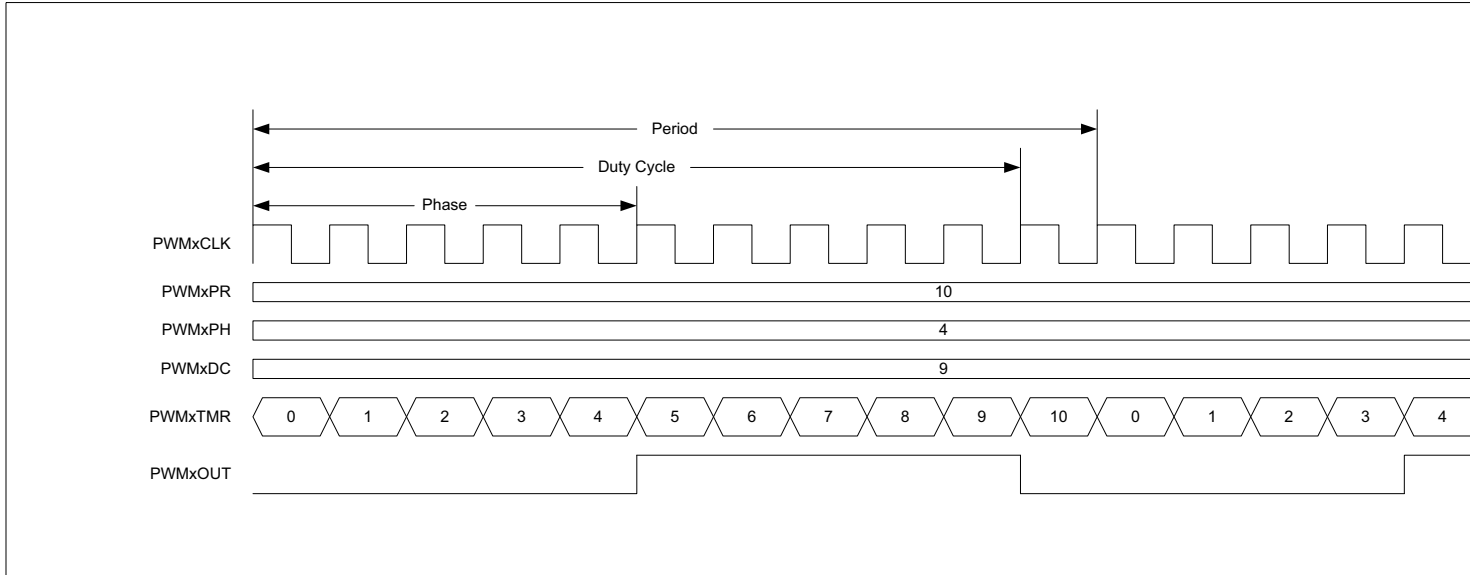 Period
Duty Cycle
Phase
PWMxCLK
PWMxPR 10
PWMxPH 4
PWMxDC 9
PWMxTMR 0 1 2 3 4 5 6 7 8 9 10 0 1 2 3 4
PWMxOUT